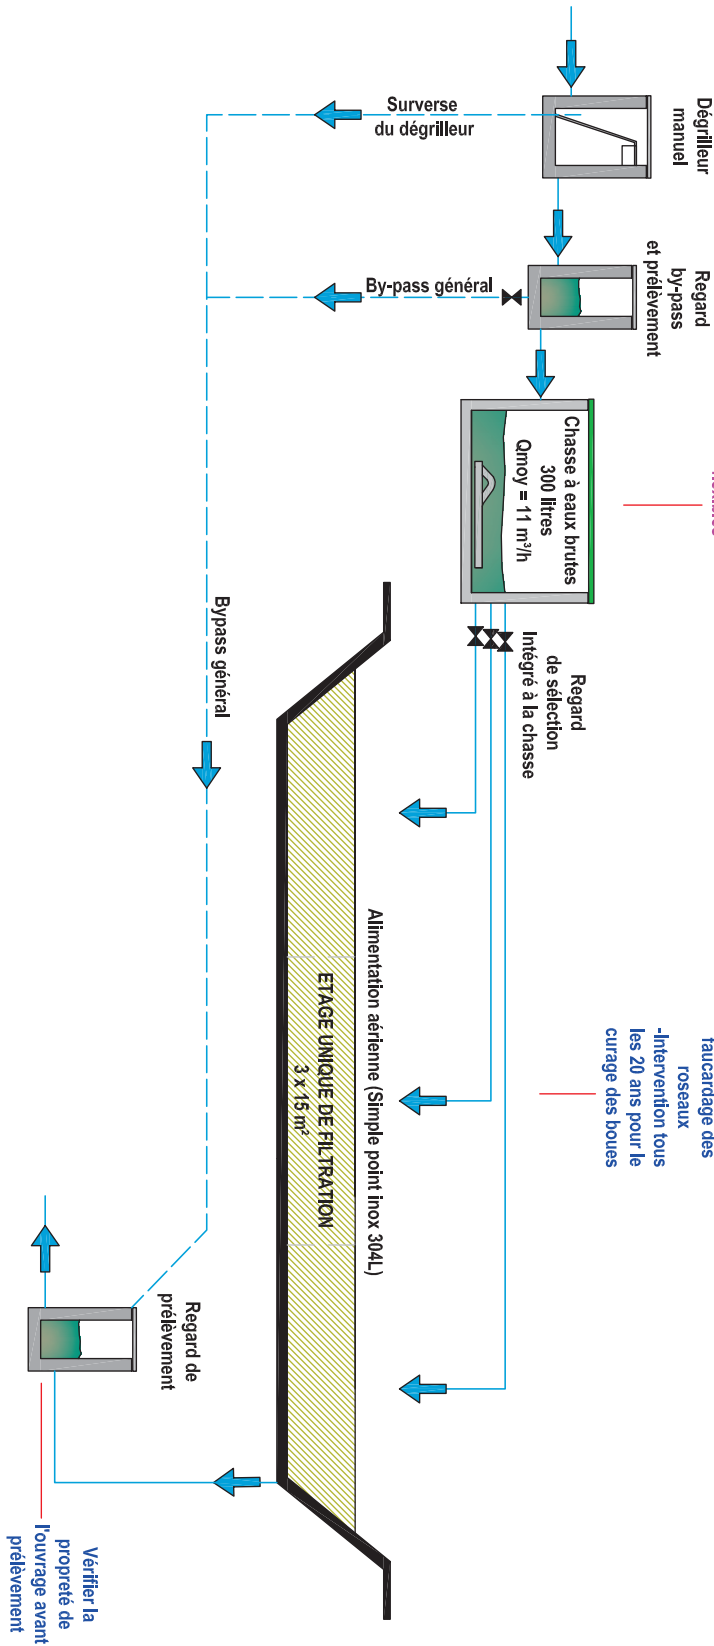 Dégrilleur
manuel
Surverse
du dégrilleur
Regard
by-pass
et prélèvement
By-pass général
Chasse à eaux brutes
300 litres
Qmoy = 11 m³/h
Regard
de sélection
Intégré à la chasse
Bypass général
Alimentation aérienne (Simple point inox 304L)
ETAGE UNIQUE DE FILTRATION
3 x 15 m²
faucardage des
roseaux
-Intervention tous
les 20 ans pour le
curage des boues
Regard de
prélèvement
Vérifier la
propreté de
l'ouvrage avant
prélèvement